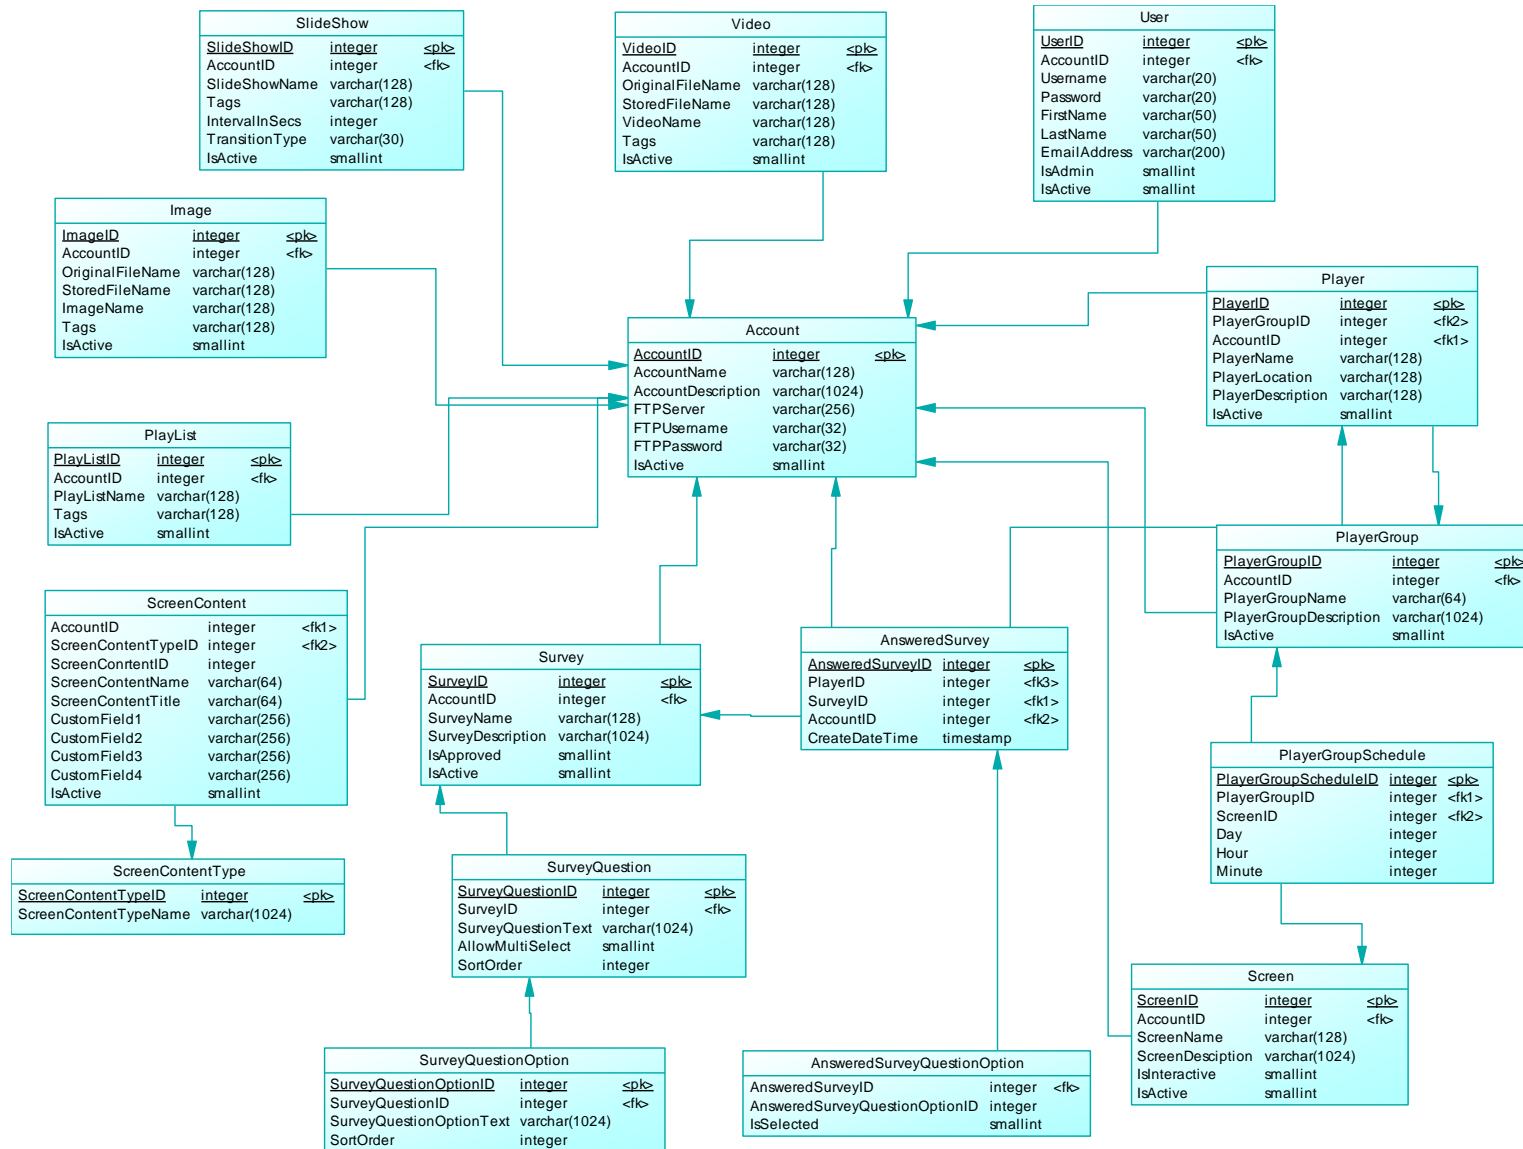 SlideShow
SlideShowID integer <pk>
AccountID integer <fk>
SlideShowName varchar(128)
Tags varchar(128)
IntervalInSecs integer
TransitionType varchar(30)
IsActive smallint
Video
VideoID integer <pk>
AccountID integer <fk>
OriginalFileName varchar(128)
StoredFileName varchar(128)
VideoName varchar(128)
Tags varchar(128)
IsActive smallint
User
UserID integer <pk>
AccountID integer <fk>
Username varchar(20)
Password varchar(20)
FirstName varchar(50)
LastName varchar(50)
EmailAddress varchar(200)
IsAdmin smallint
IsActive smallint
Image
ImageID integer <pk>
AccountID integer <fk>
OriginalFileName varchar(128)
StoredFileName varchar(128)
ImageName varchar(128)
Tags varchar(128)
IsActive smallint
Player
PlayerID integer <pk>
PlayerGroupID integer <fk2>
AccountID integer <fk1>
PlayerName varchar(128)
PlayerLocation varchar(128)
PlayerDescription varchar(128)
IsActive smallint
Account
AccountID integer <pk>
AccountName varchar(128)
AccountDescription varchar(1024)
FTPServer varchar(256)
FTPUsername varchar(32)
FTPPassword varchar(32)
IsActive smallint
PlayList
PlayListID integer <pk>
AccountID integer <fk>
PlayListName varchar(128)
Tags varchar(128)
IsActive smallint
PlayerGroup
PlayerGroupID integer <pk>
AccountID integer <fk>
PlayerGroupName varchar(64)
PlayerGroupDescription varchar(1024)
IsActive smallint
ScreenContent
AccountID integer <fk1>
ScreenContentTypeID integer <fk2>
ScreenConrtentID integer
ScreenContentName varchar(64)
ScreenContentTitle varchar(64)
CustomField1 varchar(256)
CustomField2 varchar(256)
CustomField3 varchar(256)
CustomField4 varchar(256)
IsActive smallint
Survey
SurveyID integer <pk>
AccountID integer <fk>
SurveyName varchar(128)
SurveyDescription varchar(1024)
IsApproved smallint
IsActive smallint
AnsweredSurvey
AnsweredSurveyID integer <pk>
PlayerID integer <fk3>
SurveyID integer <fk1>
AccountID integer <fk2>
CreateDateTime timestamp
PlayerGroupSchedule
PlayerGroupScheduleID integer <pk>
PlayerGroupID integer <fk1>
ScreenID integer <fk2>
Day integer
Hour integer
Minute integer
ScreenContentType
ScreenContentTypeID integer <pk>
ScreenContentTypeName varchar(1024)
SurveyQuestion
SurveyQuestionID integer <pk>
SurveyID integer <fk>
SurveyQuestionText varchar(1024)
AllowMultiSelect smallint
SortOrder integer
Screen
ScreenID integer <pk>
AccountID integer <fk>
ScreenName varchar(128)
ScreenDesciption varchar(1024)
IsInteractive smallint
IsActive smallint
SurveyQuestionOption
SurveyQuestionOptionID integer <pk>
SurveyQuestionID integer <fk>
SurveyQuestionOptionText varchar(1024)
SortOrder integer
AnsweredSurveyQuestionOption
AnsweredSurveyID integer <fk>
AnsweredSurveyQuestionOptionID integer
IsSelected smallint